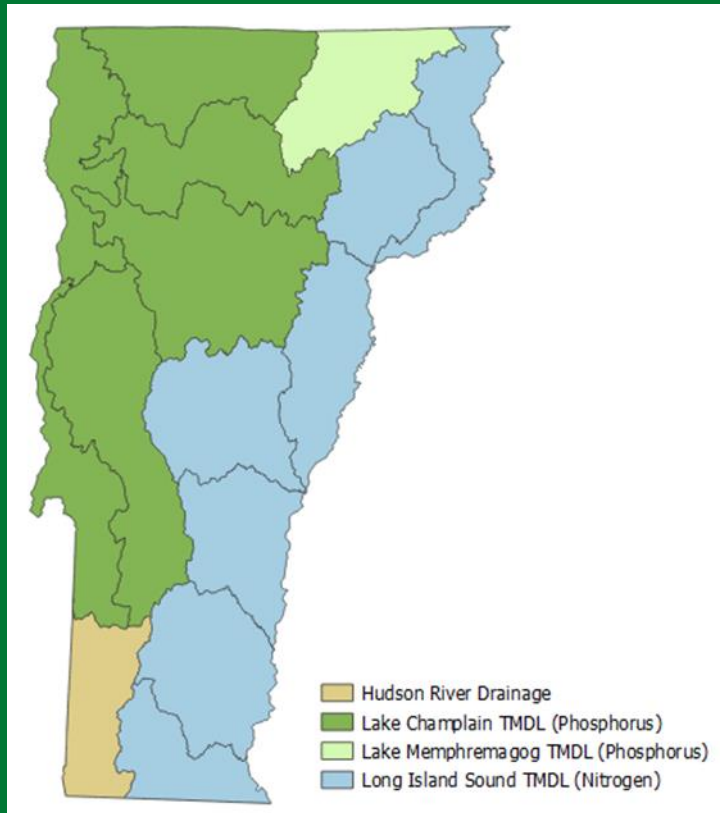 Hudson River Drainage
Lake Champlain TMDL (Phosphorus)
Lake Memphremagog TMDL (Phosphorus)
Long Island Sound TMDL (Nitrogen)